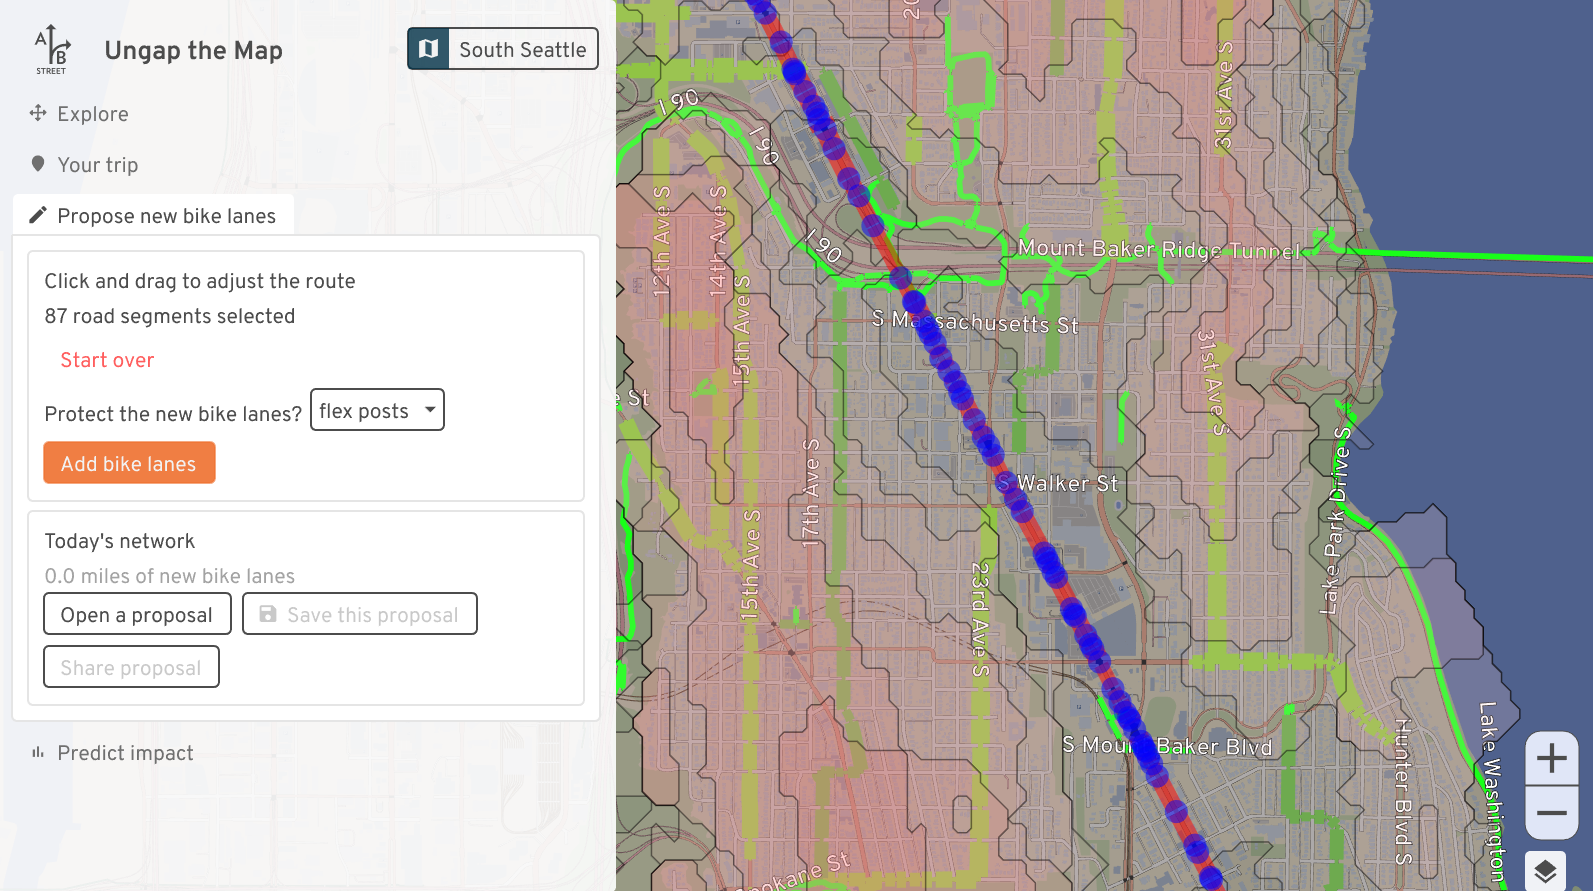 A
B
STREET
Ungap the Map
South Seattle
Explore
Your trip
Propose new bike lanes
Click and drag to adjust the route
87 road segments selected
Start over
Protect the new bike lanes? flex posts
Add bike lanes
Today's network
0.0 miles of new bike lanes
Open a proposal
Save this proposal
Share proposal
Predict impact
20
I 90
I 90
I 90
31st Ave S
12th Ave S
14th Ave S
15th Ave S
Mount Baker Ridge Tunnel
S Massachusetts St
31st Ave S
St
17th Ave S
S Walker St
Lake Park Drive S
15th Ave S
23rd Ave S
S Mount Baker Blvd
Hunter Blvd S
Lake Washington
Spokane St
+
−